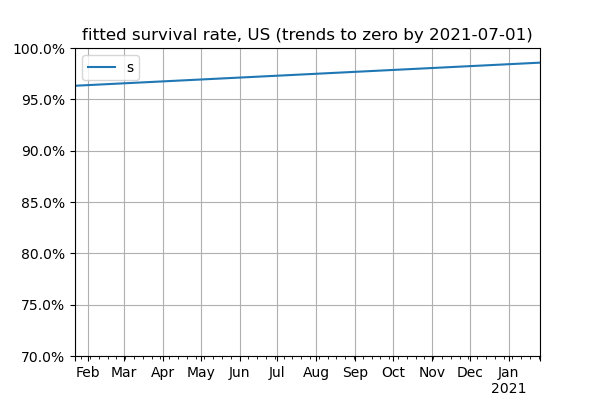 fitted survival rate, US (trends to zero by 2021-07-01)
s
100.0%
95.0%
90.0%
85.0%
80.0%
75.0%
70.0%
Feb Mar Apr May Jun Jul Aug Sep Oct Nov Dec Jan
2021